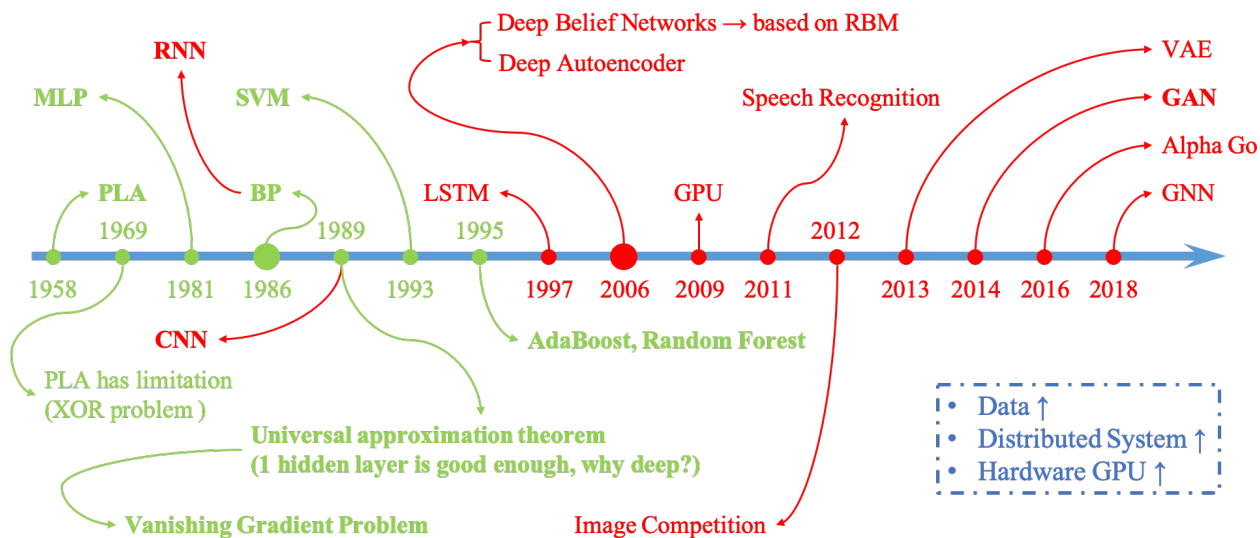 Deep Belief Networks → based on RBM
Deep Autoencoder
RNN
VAE
MLP
SVM
Speech Recognition
GAN
Alpha Go
PLA
BP
LSTM
GPU
GNN
1969
1989
1995
2012
1958
1981
1986
1993
1997
2006
2009
2011
2013
2014
2016
2018
CNN
AdaBoost, Random Forest
PLA has limitation
(XOR problem )
Universal approximation theorem
(1 hidden layer is good enough, why deep?)
Vanishing Gradient Problem
Image Competition
• Data ↑
• Distributed System ↑
• Hardware GPU ↑